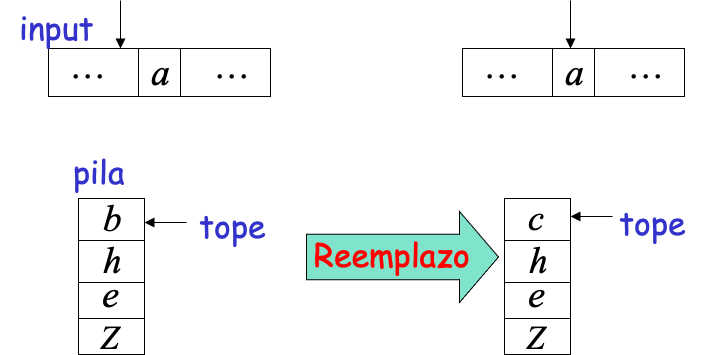 input
⋯ a ⋯
⋯ a ⋯
pila
b
h
e
Z
tope
Reemplazo
c
h
e
Z
tope